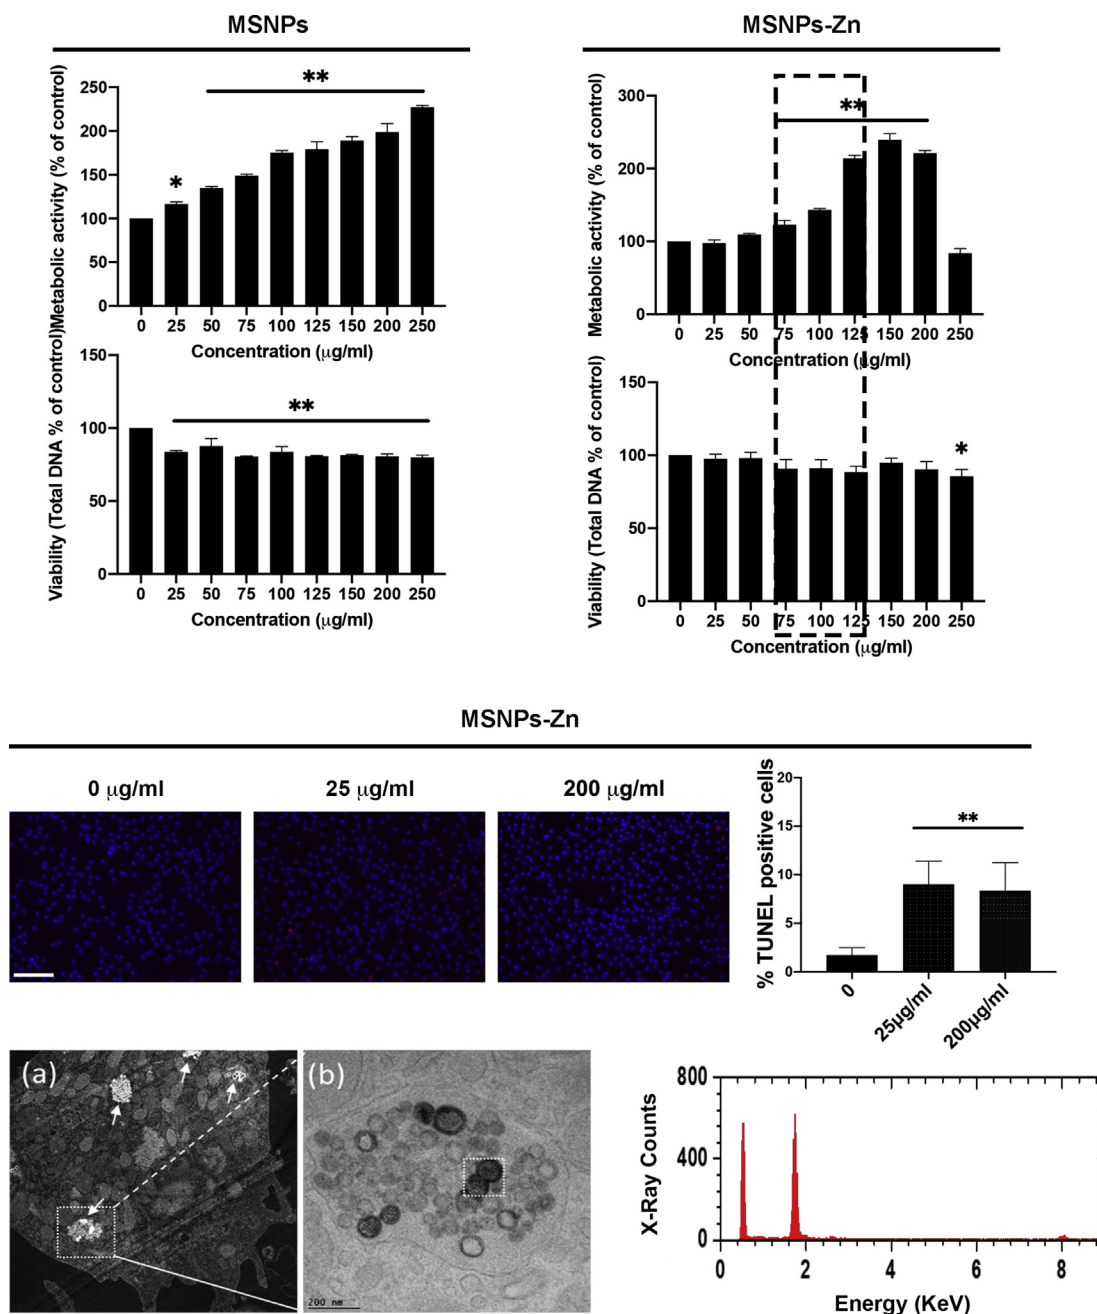 MSNPs
MSNPs-Zn
Metabolic activity (% of control)
250
200
150
100
50
0
**
*
0 25 50 75 100 125 150 200 250
Concentration (μg/ml)
Metabolic activity (% of control)
300
200
100
0
**
0 25 50 75 100 125 150 200 250
Concentration (μg/ml)
Viability (Total DNA % of control)
150
100
50
0
**
0 25 50 75 100 125 150 200 250
Concentration (μg/ml)
Viability (Total DNA % of control)
150
100
50
0
*
0 25 50 75 100 125 150 200 250
Concentration (μg/ml)
MSNPs-Zn
0 μg/ml
25 μg/ml
200 μg/ml
% TUNEL positive cells
20
15
10
5
0
**
0
25μg/ml
200μg/ml
(a)
(b)
200 nm
X-Ray Counts
800
400
0
0 2 4 6 8
Energy (KeV)